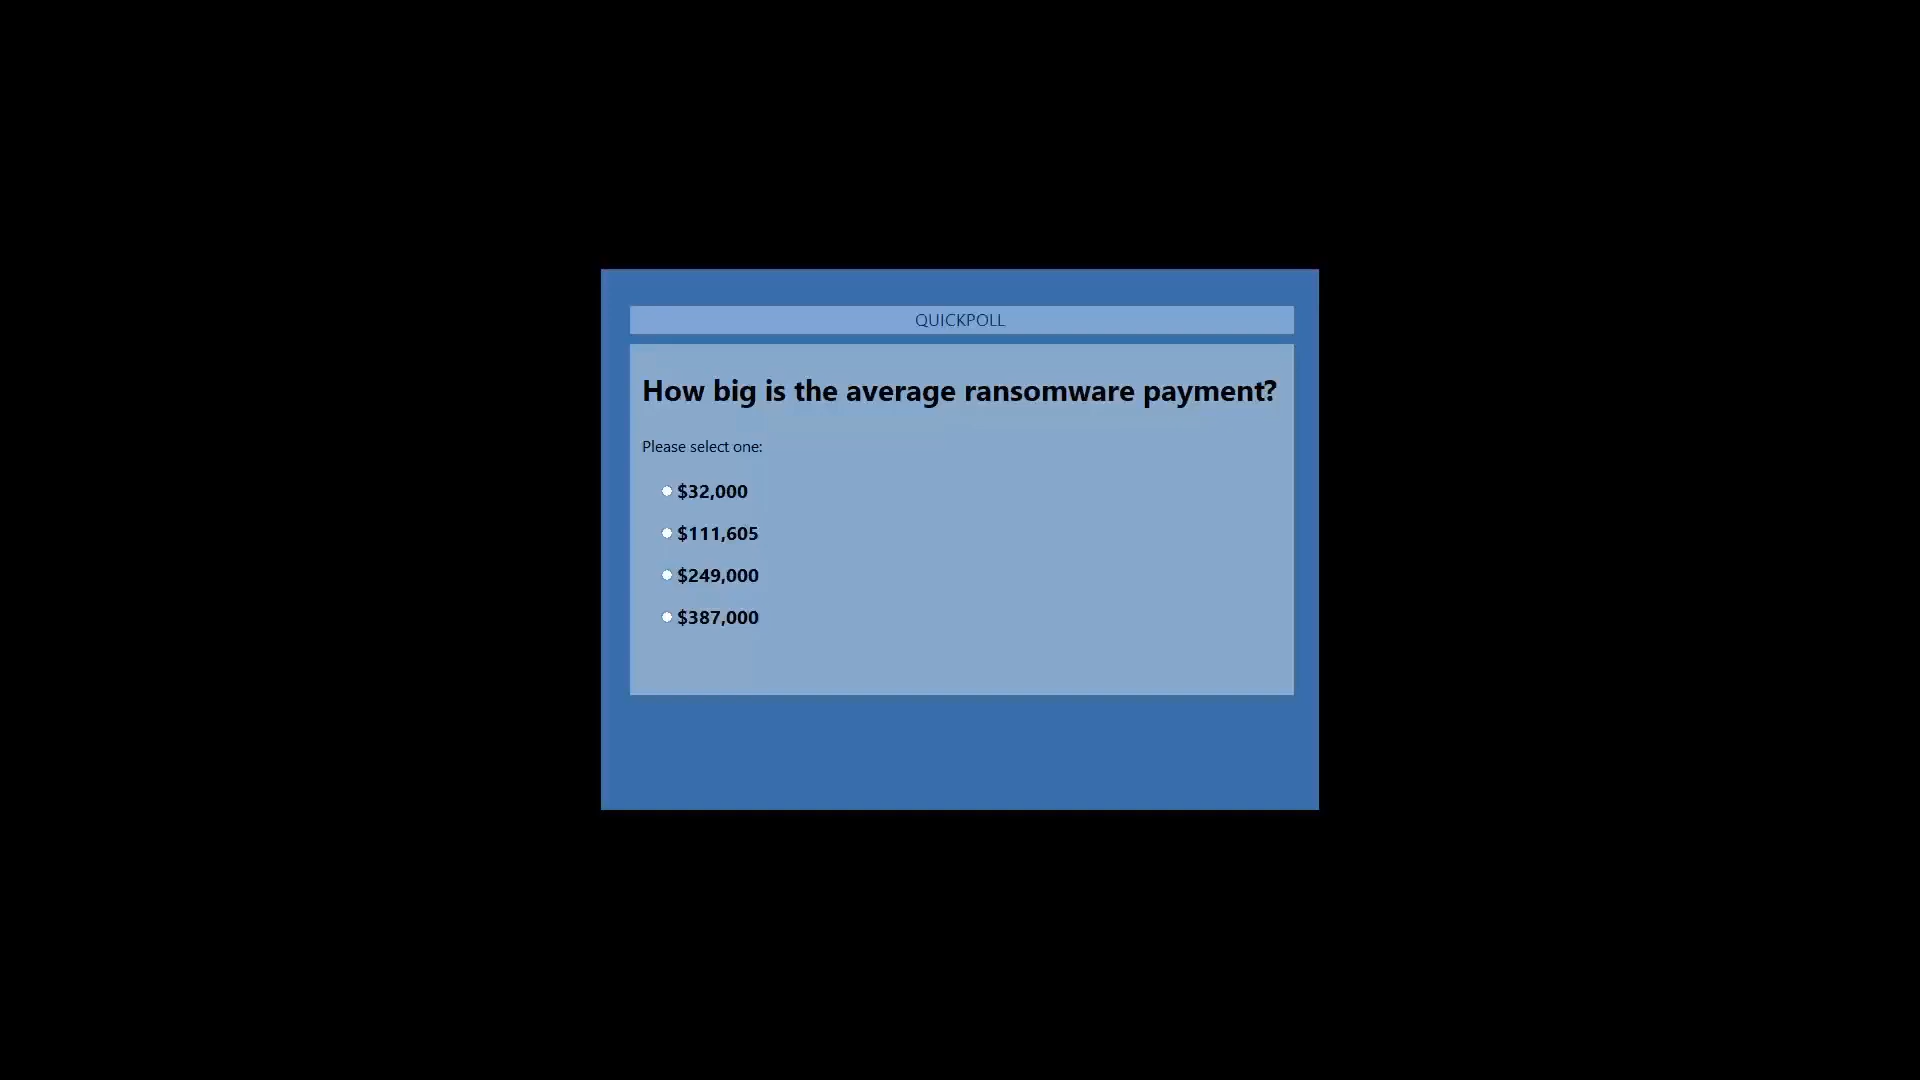 QUICKPOLL
How big is the average ransomware payment?
Please select one:
$32,000
$111,605
$249,000
$387,000